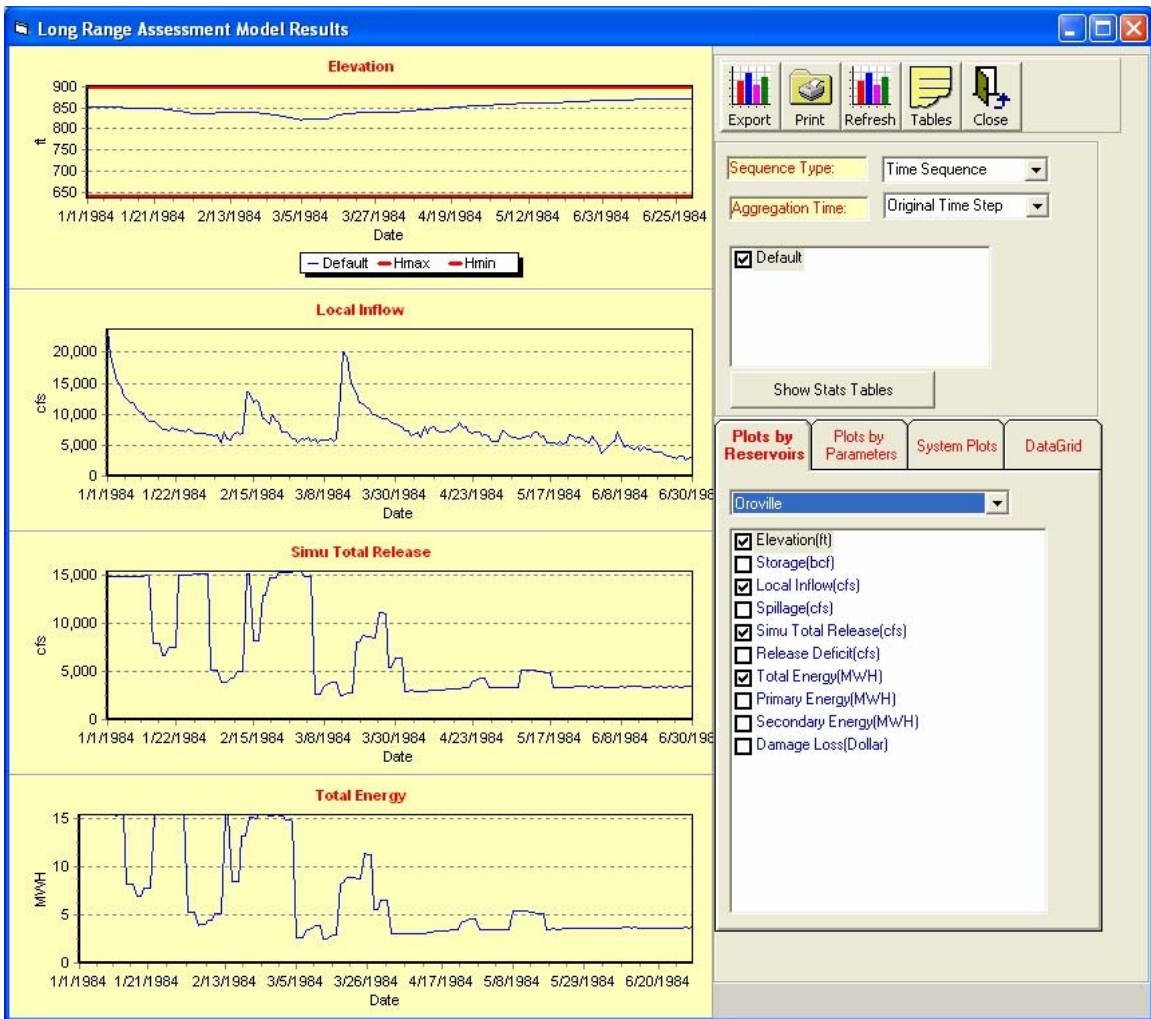 Long Range Assessment Model Results
Elevation
900
850
800
750
700
650
ft
1/1/1984 1/21/1984 2/13/1984 3/5/1984 3/27/1984 4/19/1984 5/12/1984 6/3/1984 6/25/1984
Date
Default Hmax Hmin
Local Inflow
20,000
15,000
10,000
5,000
0
cfs
1/1/1984 1/22/1984 2/15/1984 3/8/1984 3/30/1984 4/23/1984 5/17/1984 6/8/1984 6/30/198
Date
Simu Total Release
15,000
10,000
5,000
0
cfs
1/1/1984 1/22/1984 2/15/1984 3/8/1984 3/30/1984 4/23/1984 5/17/1984 6/8/1984 6/30/198
Date
Total Energy
15
10
5
0
MWH
1/1/1984 1/21/1984 2/13/1984 3/5/1984 3/26/1984 4/17/1984 5/8/1984 5/29/1984 6/20/1984
Date
Export Print Refresh Tables Close
Sequence Type: Time Sequence
Aggregation Time: Original Time Step
Default
Show Stats Tables
Plots by Reservoirs
Plots by Parameters
System Plots
DataGrid
Oroville
Elevation(ft)
Storage(bcf)
Local Inflow(cfs)
Spillage(cfs)
Simu Total Release(cfs)
Release Deficit(cfs)
Total Energy(MWH)
Primary Energy(MWH)
Secondary Energy(MWH)
Damage Loss(Dollar)